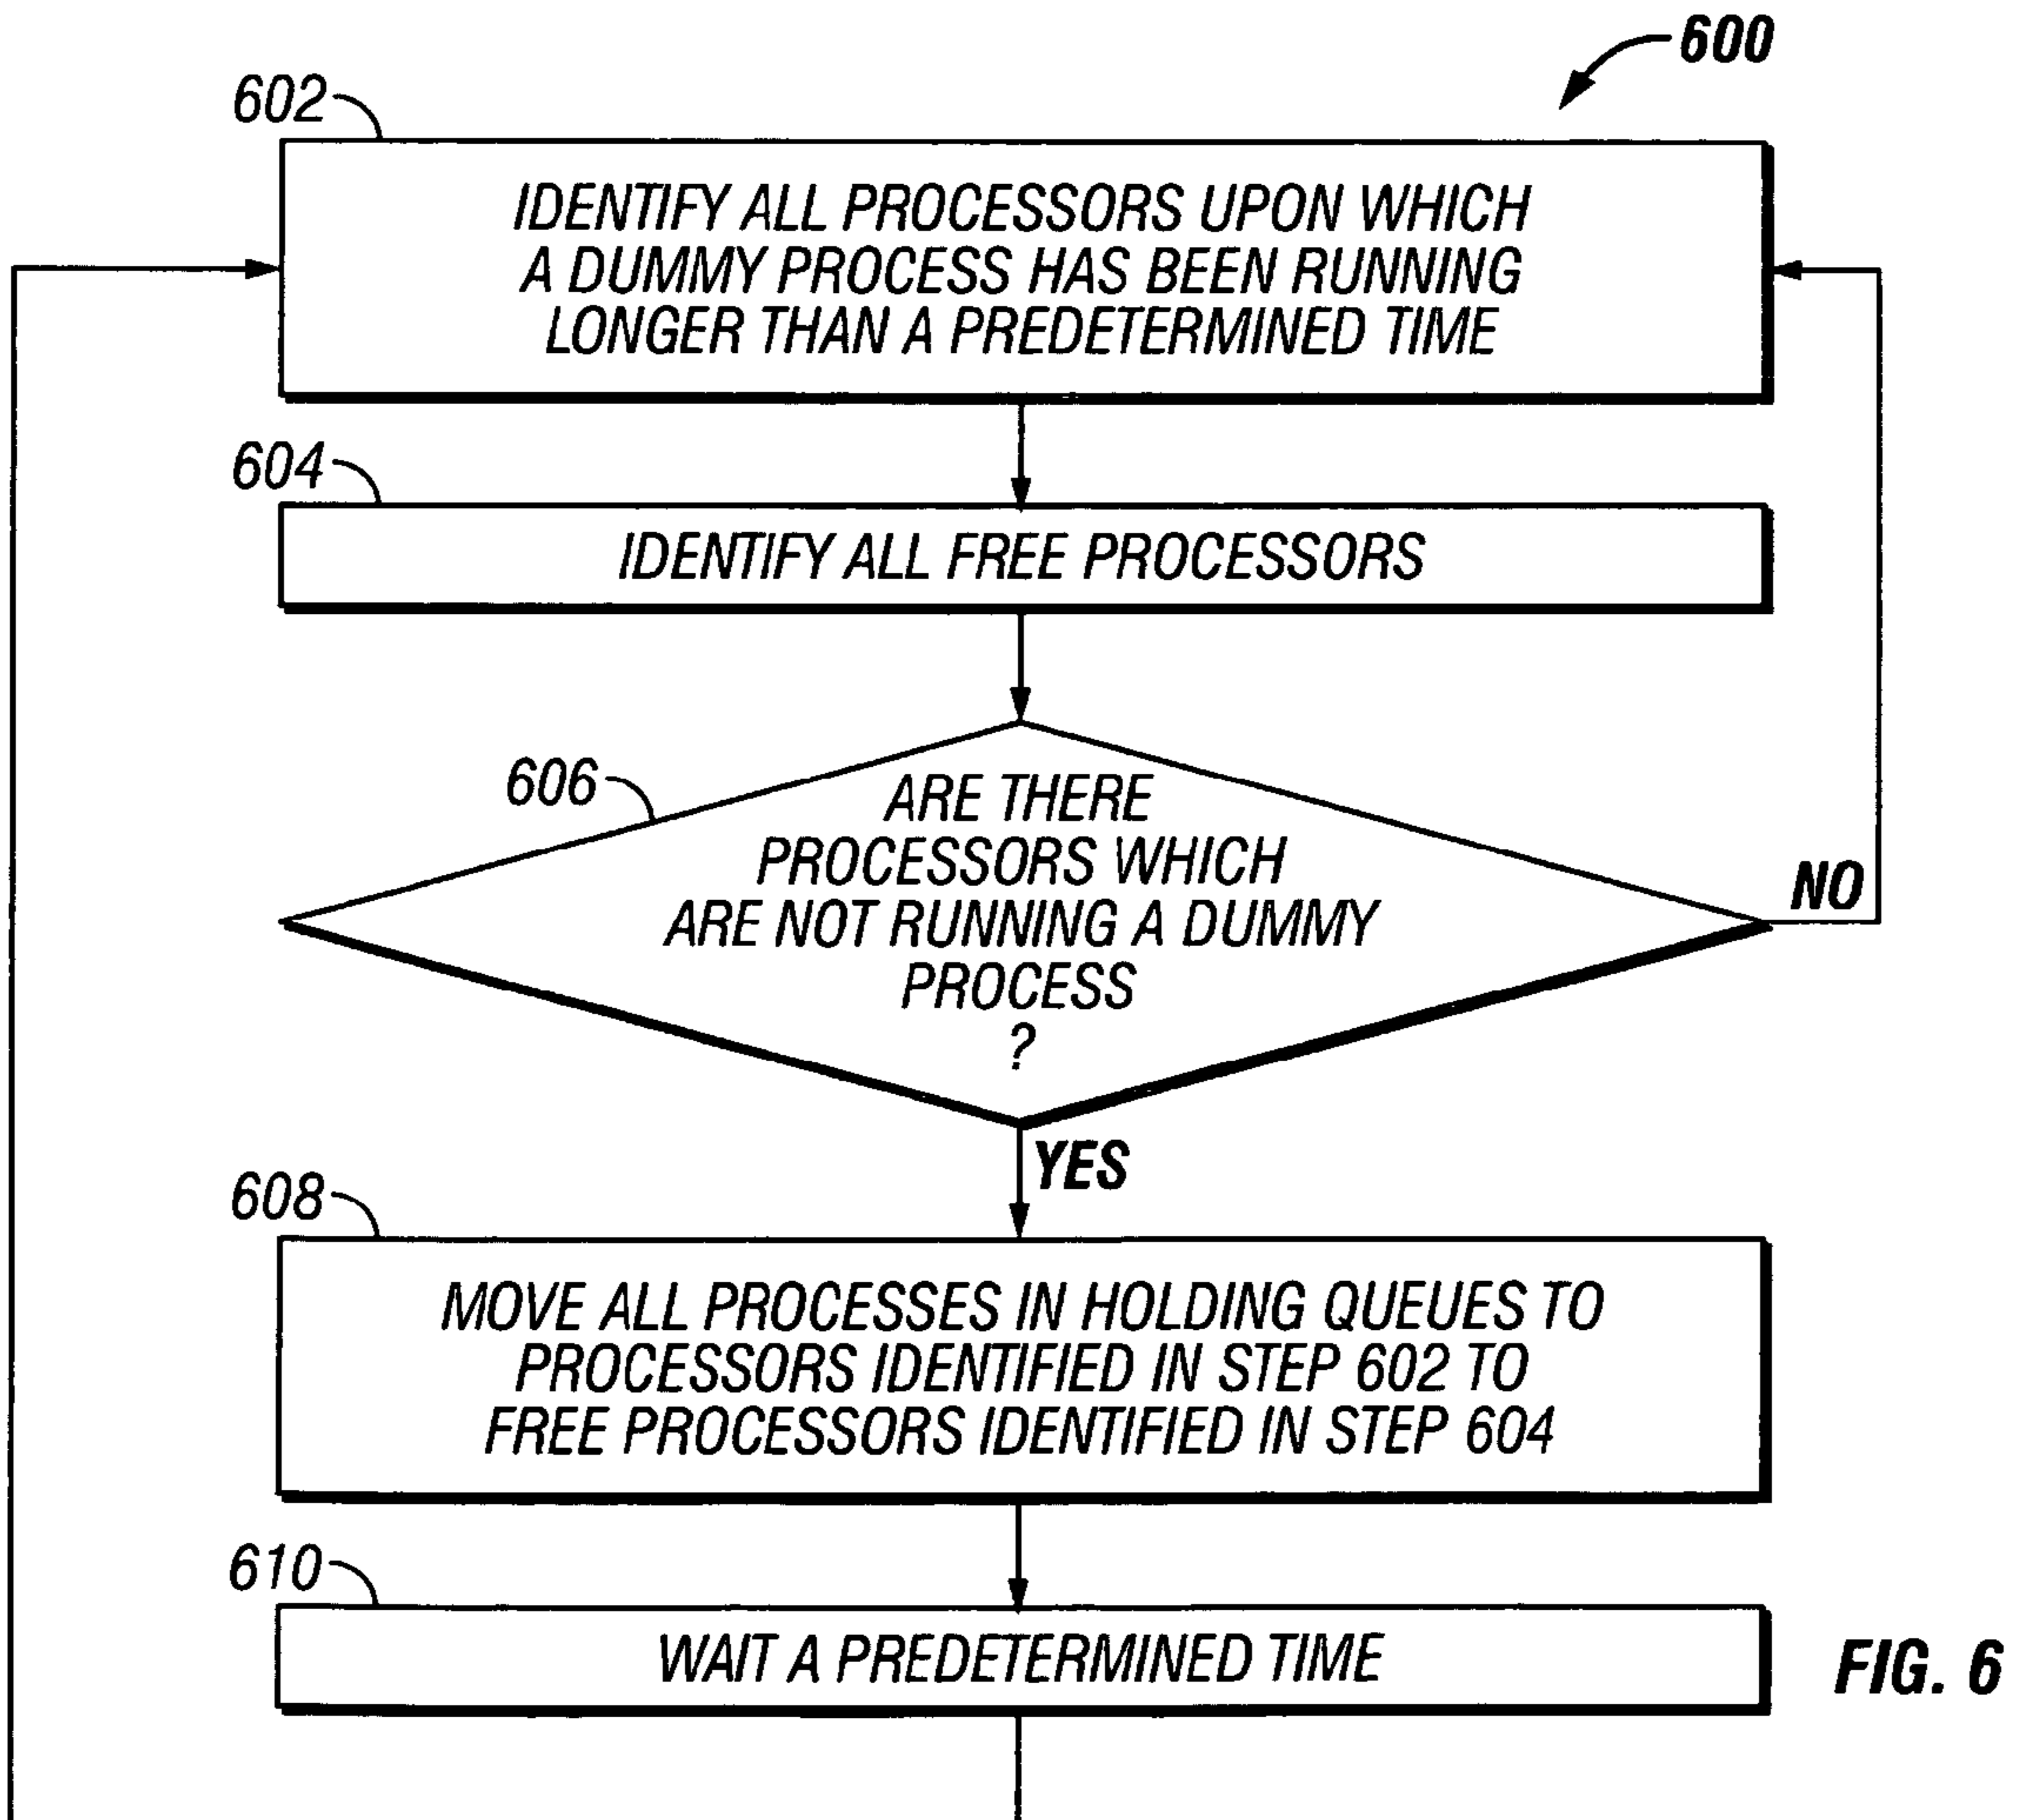 600
602
IDENTIFY ALL PROCESSORS UPON WHICH
A DUMMY PROCESS HAS BEEN RUNNING
LONGER THAN A PREDETERMINED TIME
604
IDENTIFY ALL FREE PROCESSORS
606
ARE THERE
PROCESSORS WHICH
ARE NOT RUNNING A DUMMY
PROCESS
?
NO
YES
608
MOVE ALL PROCESSES IN HOLDING QUEUES TO
PROCESSORS IDENTIFIED IN STEP 602 TO
FREE PROCESSORS IDENTIFIED IN STEP 604
610
WAIT A PREDETERMINED TIME
FIG. 6